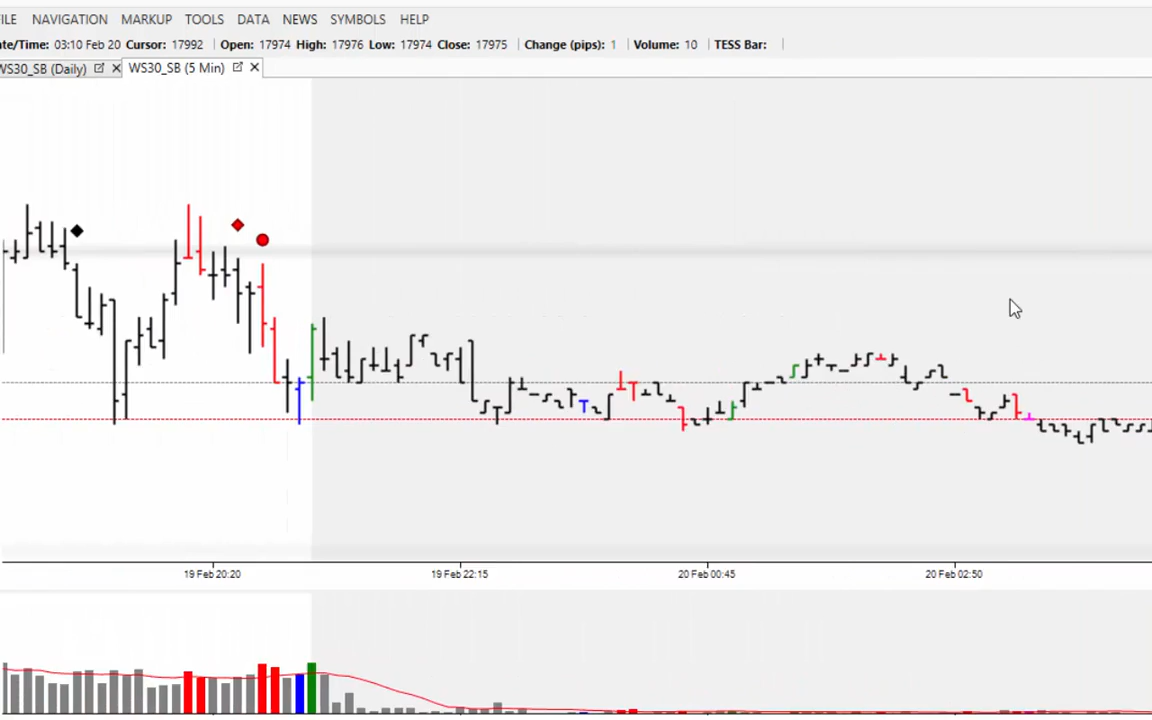 ILE NAVIGATION MARKUP TOOLS DATA NEWS SYMBOLS HELP
ate/Time: 03:10 Feb 20 Cursor: 17992 Open: 17974 High: 17976 Low: 17974 Close: 17975 Change (pips): 1 Volume: 10 TESS Bar:
WS30_SB (Daily) WS30_SB (5 Min)
19 Feb 20:20 19 Feb 22:15 20 Feb 00:45 20 Feb 02:50